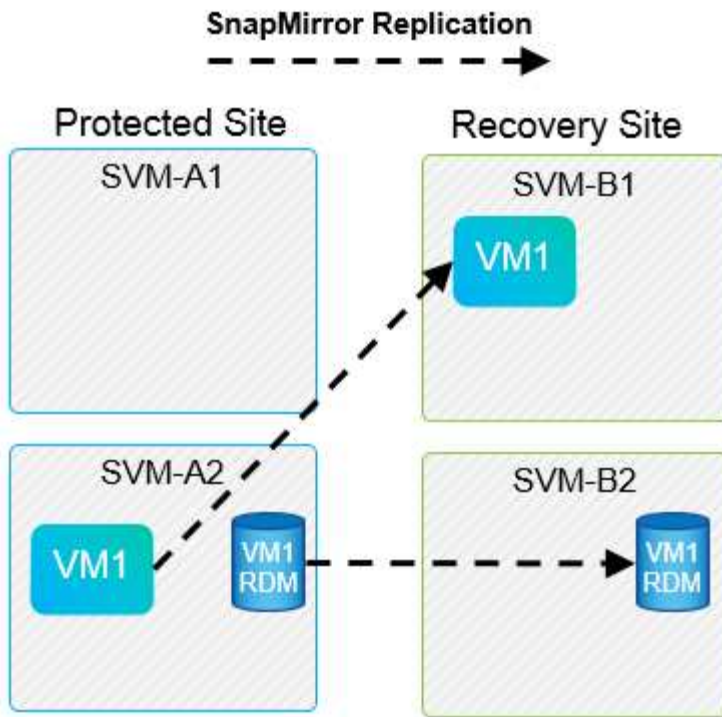 SnapMirror Replication
Protected Site
Recovery Site
SVM-A1
SVM-B1
VM1
SVM-A2
SVM-B2
VM1
VM1
RDM
VM1
RDM